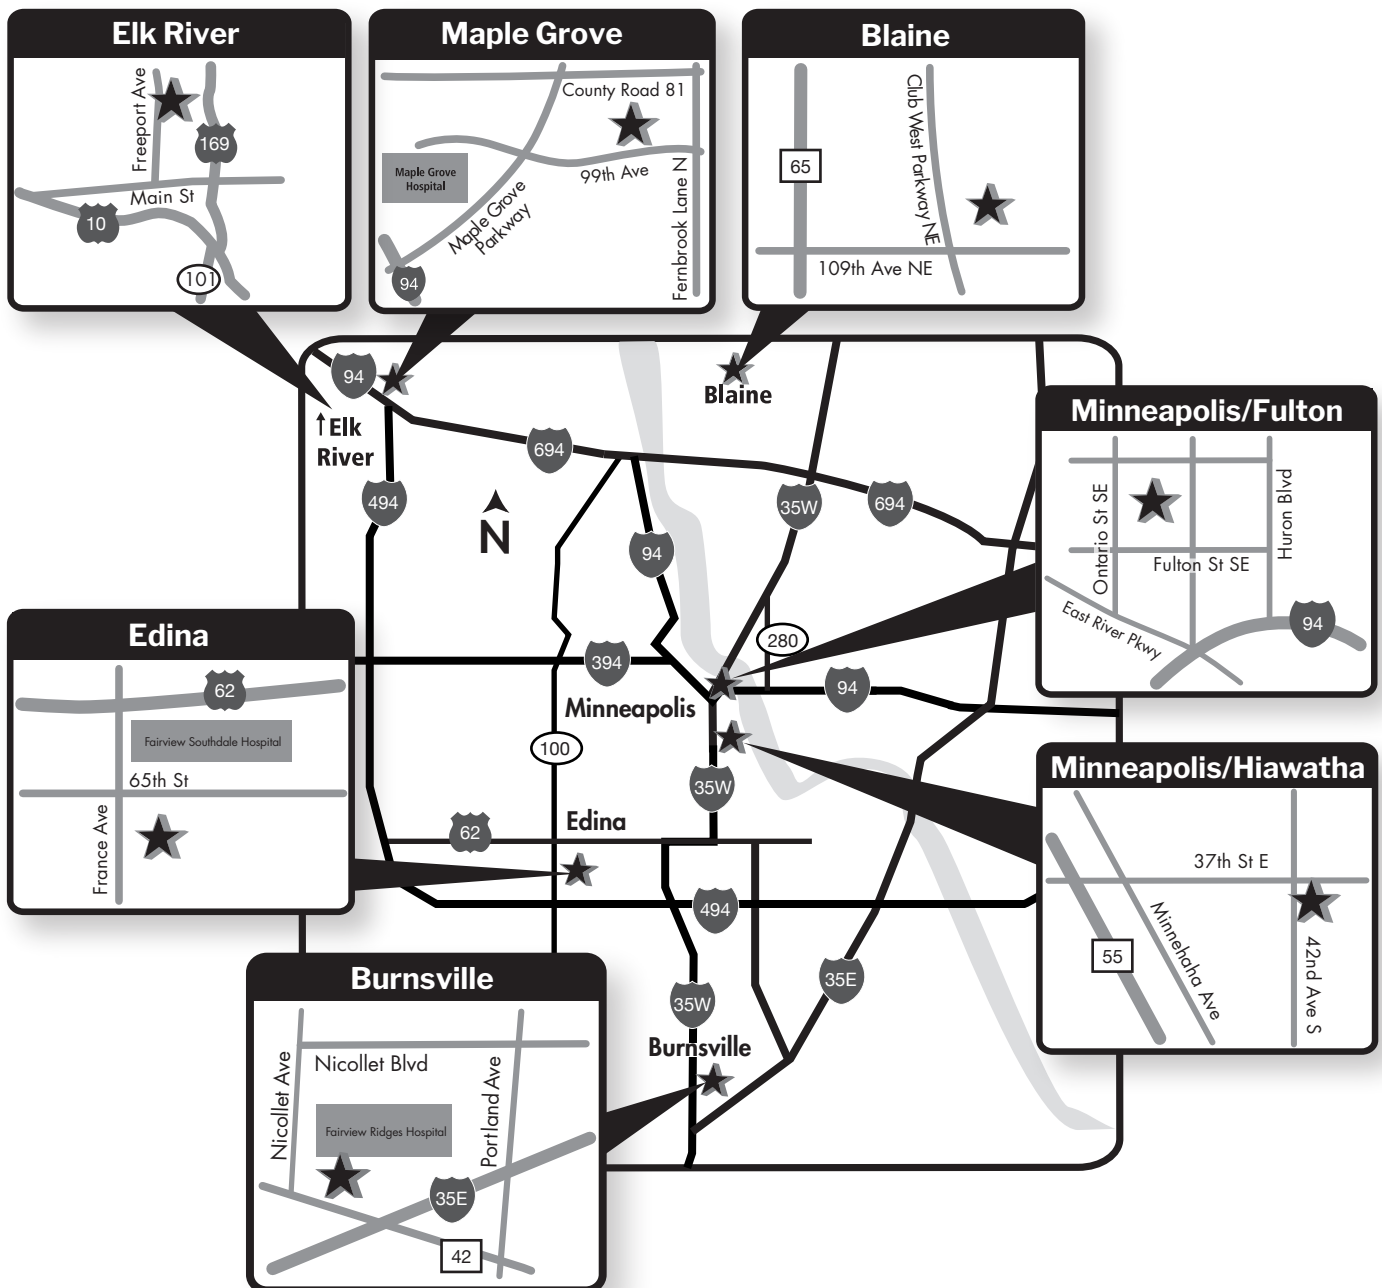 Elk River
Freeport Ave
169
Main St
10
101
Maple Grove
County Road 81
Maple Grove
Hospital
99th Ave
Maple Grove
Parkway
Fernbrook Lane N
94
Blaine
65
Club West Parkway NE
109th Ave NE
94
Blaine
↑Elk
River
694
494
N
35W
694
94
Minneapolis/Fulton
Ontario St SE
Huron Blvd
Fulton St SE
East River Pkwy
94
280
394
94
Minneapolis
100
35W
Edina
62
Fairview Southdale Hospital
65th St
France Ave
62
Edina
494
Minneapolis/Hiawatha
37th St E
55
Minnehaha Ave
42nd Ave S
35E
35W
Burnsville
Burnsville
Nicollet Ave
Nicollet Blvd
Portland Ave
Fairview Ridges Hospital
35E
42